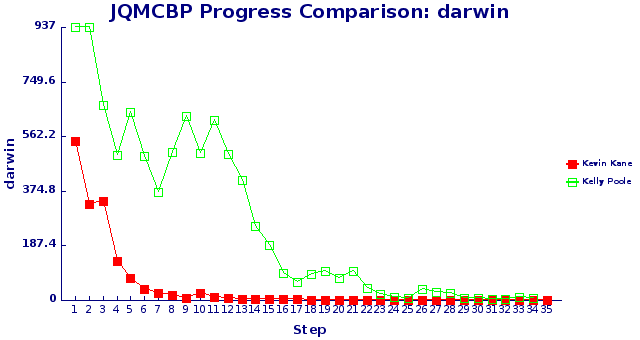 JQMCBP Progress Comparison: darwin
937
749.6
562.2
374.8
187.4
0
darwin
1 2 3 4 5 6 7 8 9 10 11 12 13 14 15 16 17 18 19 20 21 22 23 24 25 26 27 28 29 30 31 32 33 34 35
Step
Kevin Kane
Kelly Poole